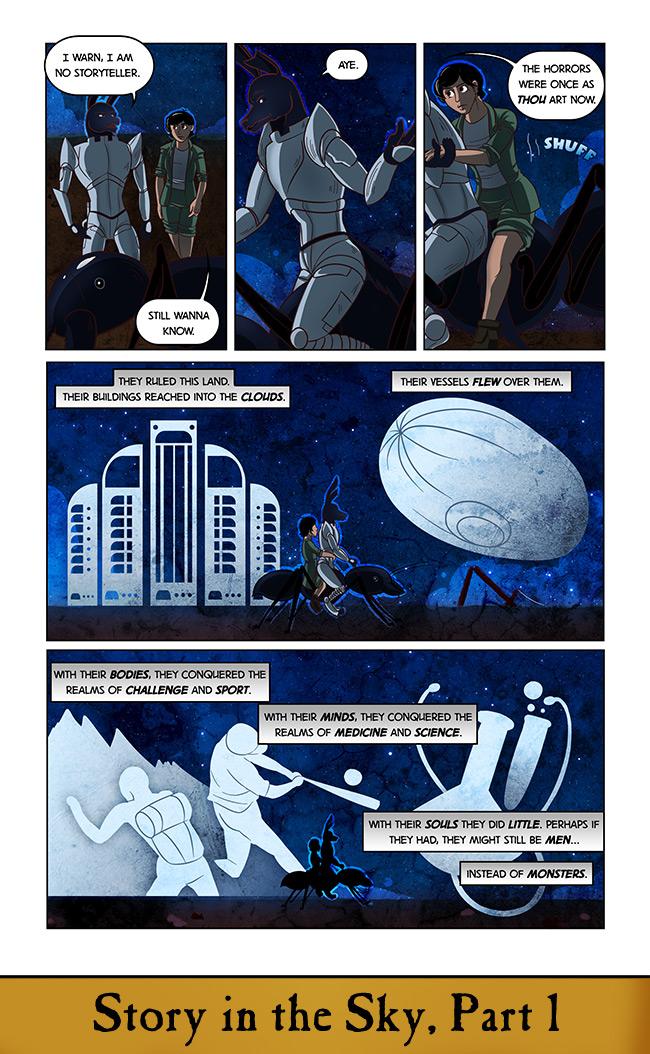 I WARN, I AM
NO STORYTELLER.
STILL WANNA
KNOW.
AYE.
THE HORRORS
WERE ONCE AS
THOU ART NOW.
SHUFF
THEY RULED THIS LAND.
THEIR BUILDINGS REACHED INTO THE CLOUDS.
THEIR VESSELS FLEW OVER THEM.
WITH THEIR BODIES, THEY CONQUERED THE
REALMS OF CHALLENGE AND SPORT.
WITH THEIR MINDS, THEY CONQUERED THE
REALMS OF MEDICINE AND SCIENCE.
WITH THEIR SOULS THEY DID LITTLE. PERHAPS IF
THEY HAD, THEY MIGHT STILL BE MEN...
INSTEAD OF MONSTERS.
Story in the Sky, Part 1